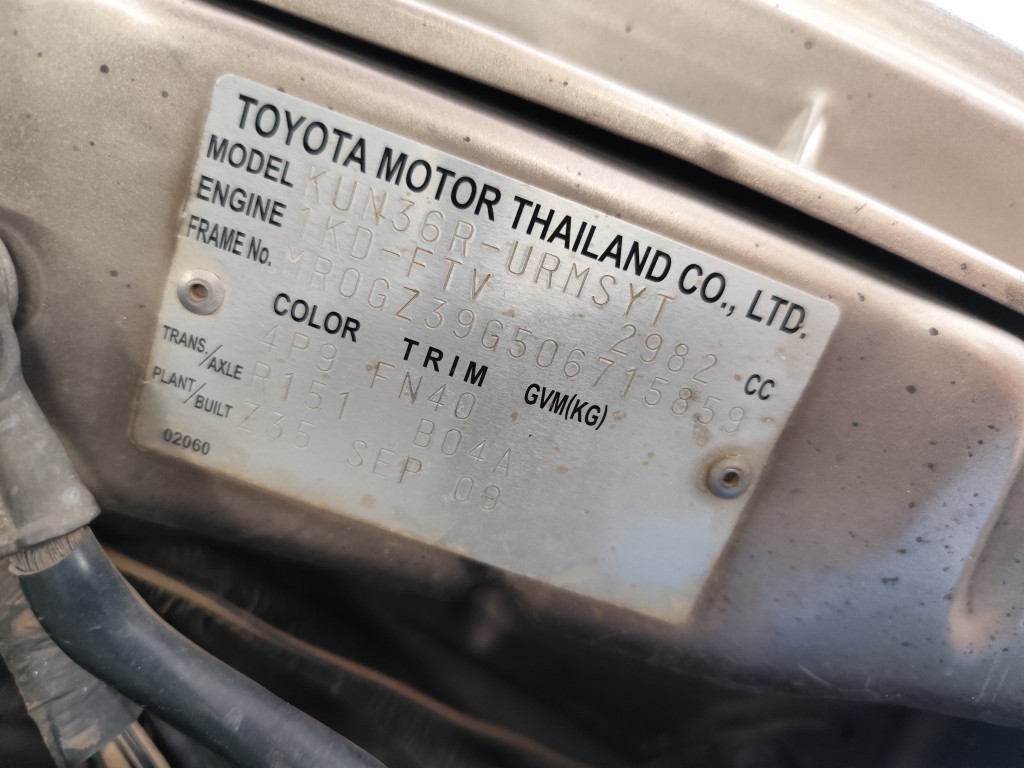 TOYOTA MOTOR THAILAND CO., LTD.
MODEL KUN36R-URMSYT
ENGINE 1KD-FTV 2982 CC
FRAME No. MR0GZ39G506715859
COLOR TRIM GVM(KG)
4P9 FN40
TRANS./AXLE R151 B04A
PLANT/BUILT Z35 SEP 09
02060